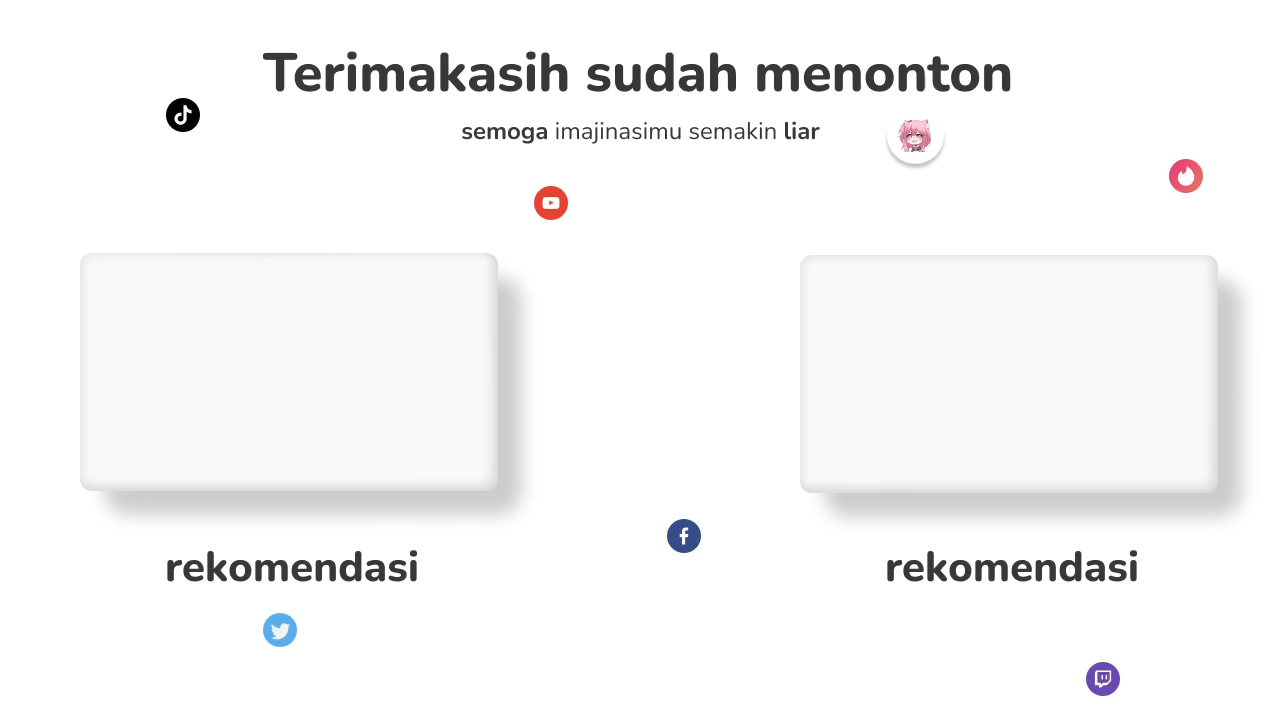 Terimakasih sudah menonton
semoga imajinasimu semakin liar
rekomendasi
rekomendasi